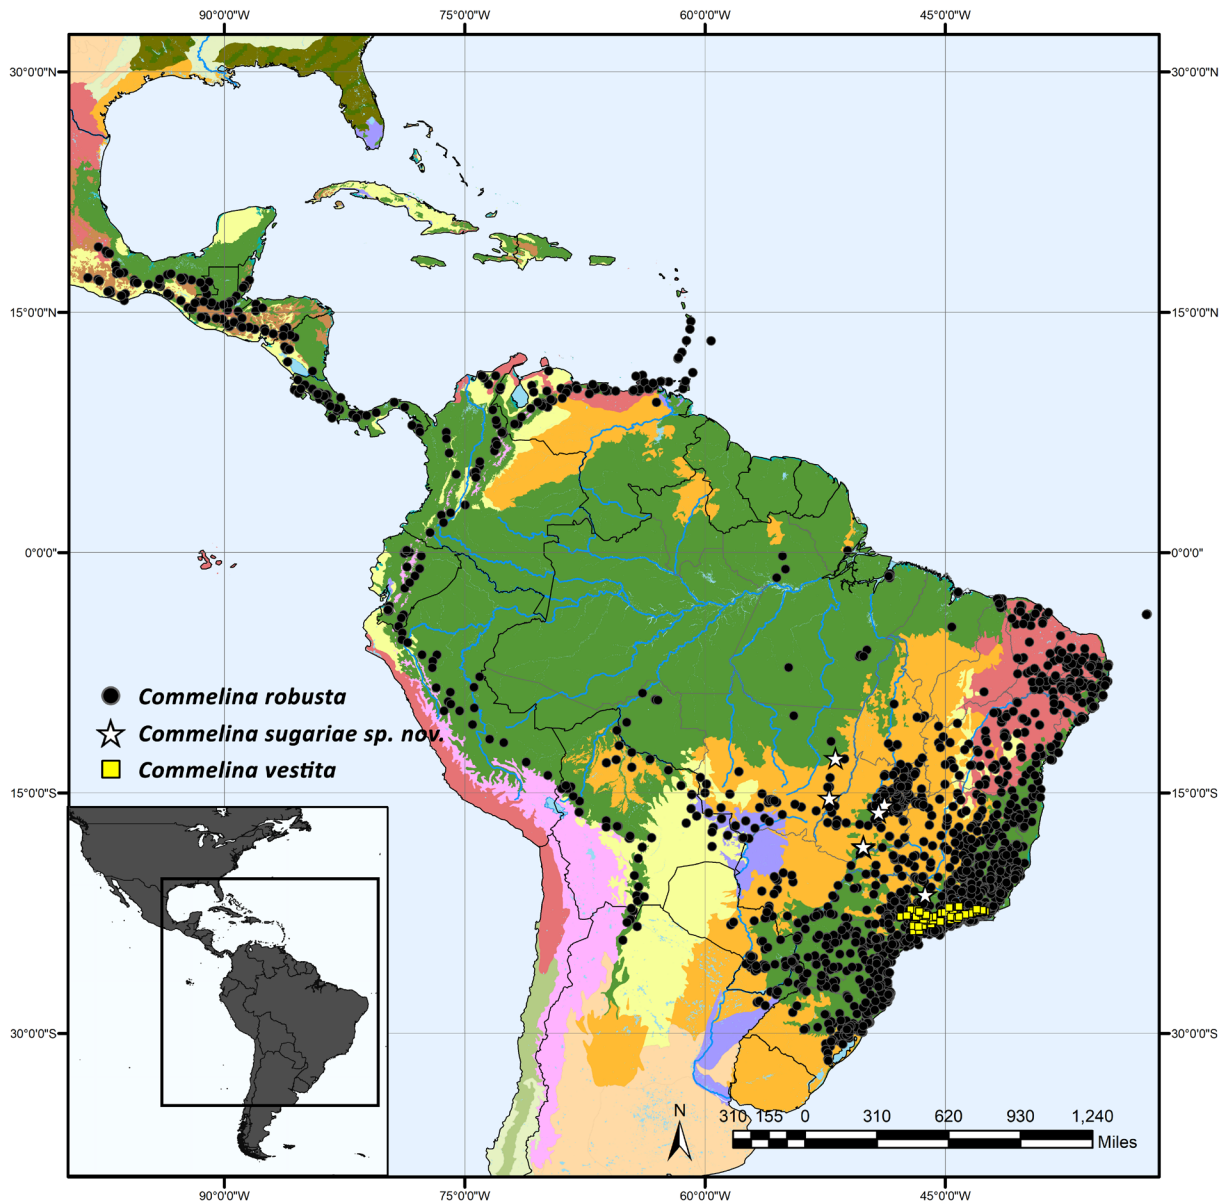 90°0'0"W 75°0'0"W 60°0'0"W 45°0'0"W
30°0'0"N 30°0'0"N
15°0'0"N 15°0'0"N
0°0'0" 0°0'0"
Commelina robusta
Commelina sugariae sp. nov.
Commelina vestita
15°0'0"S 15°0'0"S
30°0'0"S 30°0'0"S
N
310 155 0 310 620 930 1,240
Miles
90°0'0"W 75°0'0"W 60°0'0"W 45°0'0"W